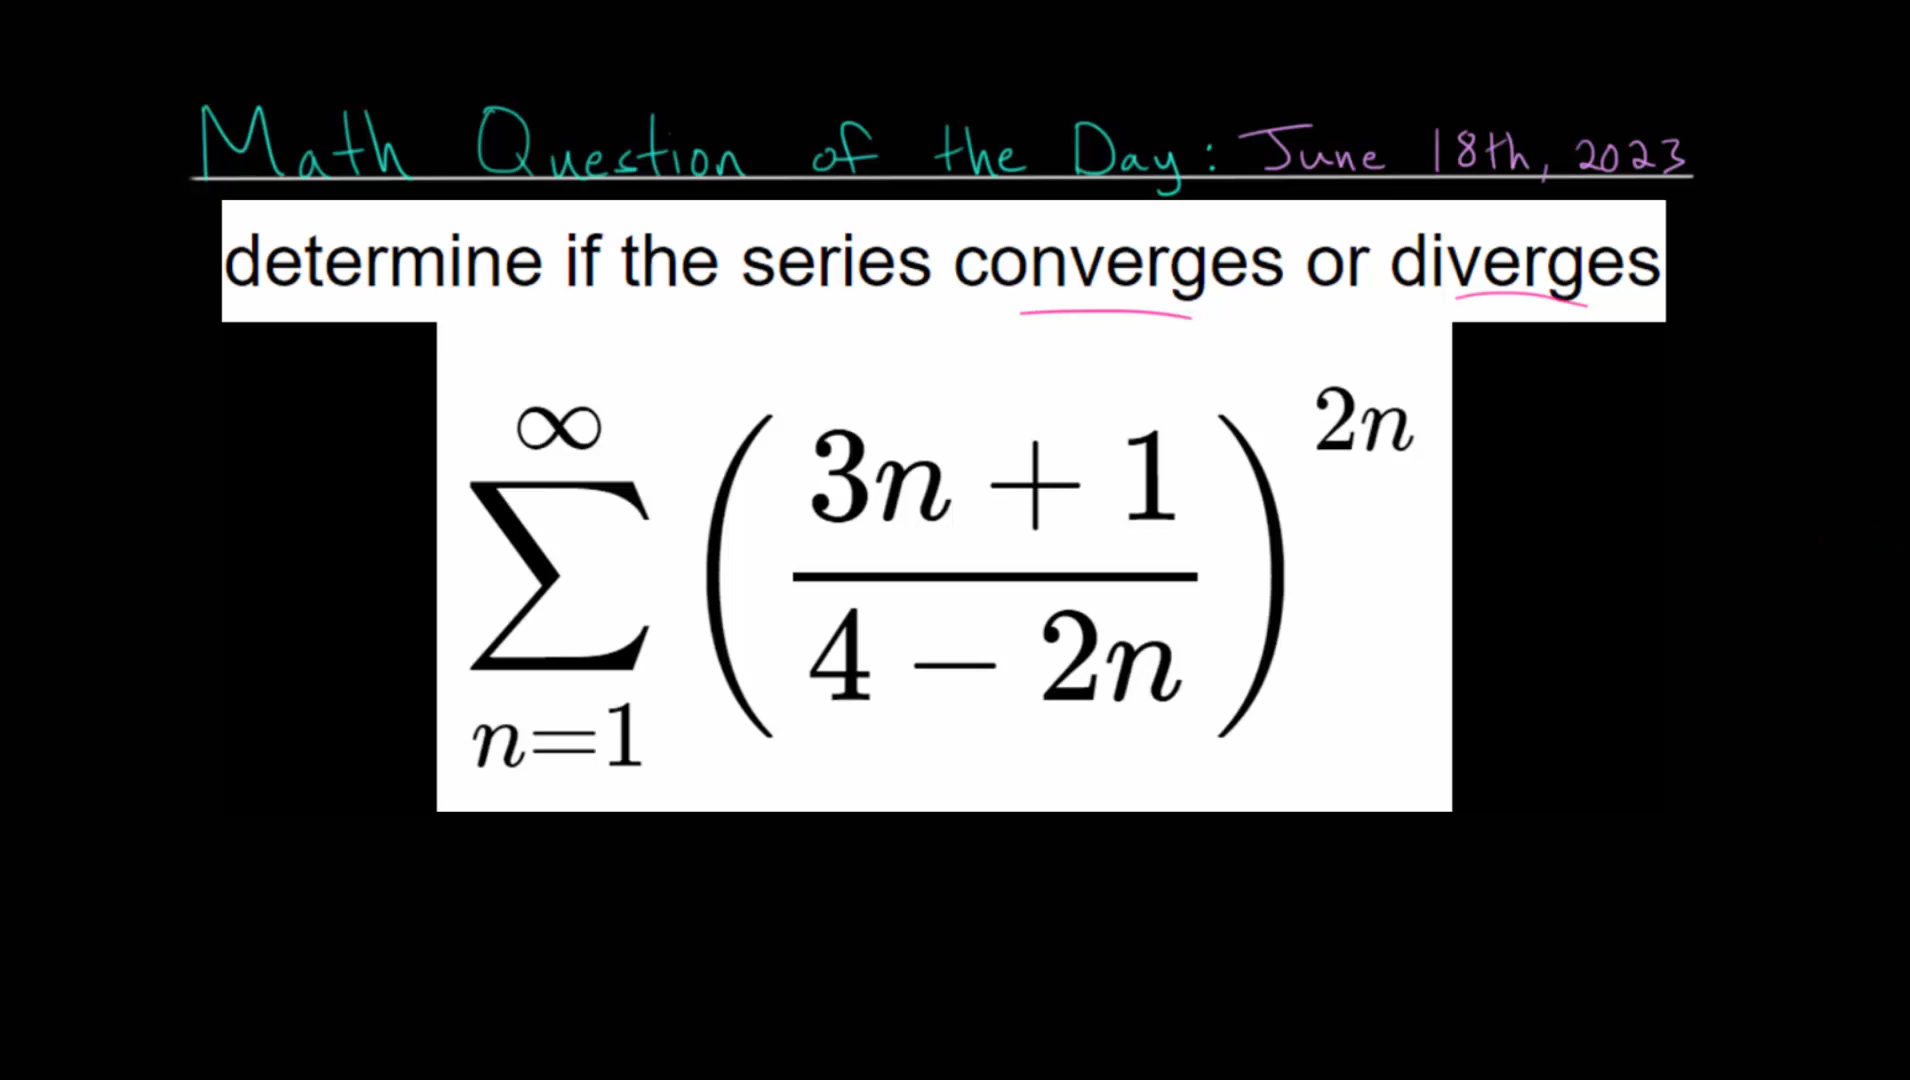 Math Question of the Day: June 18th, 2023
determine if the series converges or diverges
∞
∑
n=1
(3n + 1 / 4 − 2n)^2n